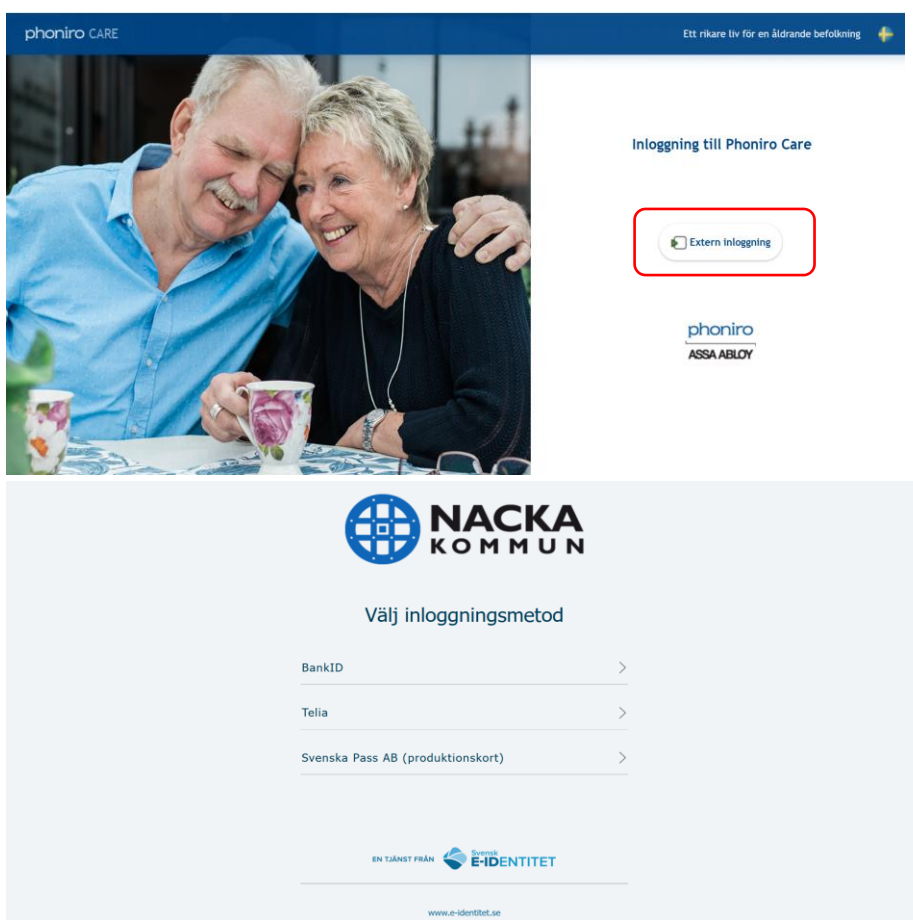 phoniro CARE
Ett rikare liv för en åldrande befolkning
Inloggning till Phoniro Care
Extern inloggning
phoniro
ASSA ABLOY
NACKA
KOMMUN
Välj inloggningsmetod
BankID
Telia
Svenska Pass AB (produktionskort)
EN TJÄNST FRÅN
Svensk
E-IDENTITET
www.e-identitet.se